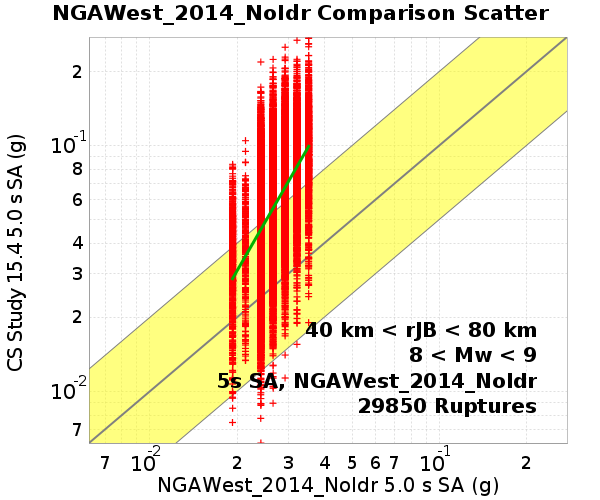 NGAWest_2014_NoIdr Comparison Scatter
CS Study 15.4 5.0 s SA (g)
2
10^-1
8
6
4
3
2
10^-2
7
40 km < rJB < 80 km
8 < Mw < 9
5s SA, NGAWest_2014_NoIdr
29850 Ruptures
7 10^-2 2 3 4 5 6 7 10^-1 2
NGAWest_2014_NoIdr 5.0 s SA (g)